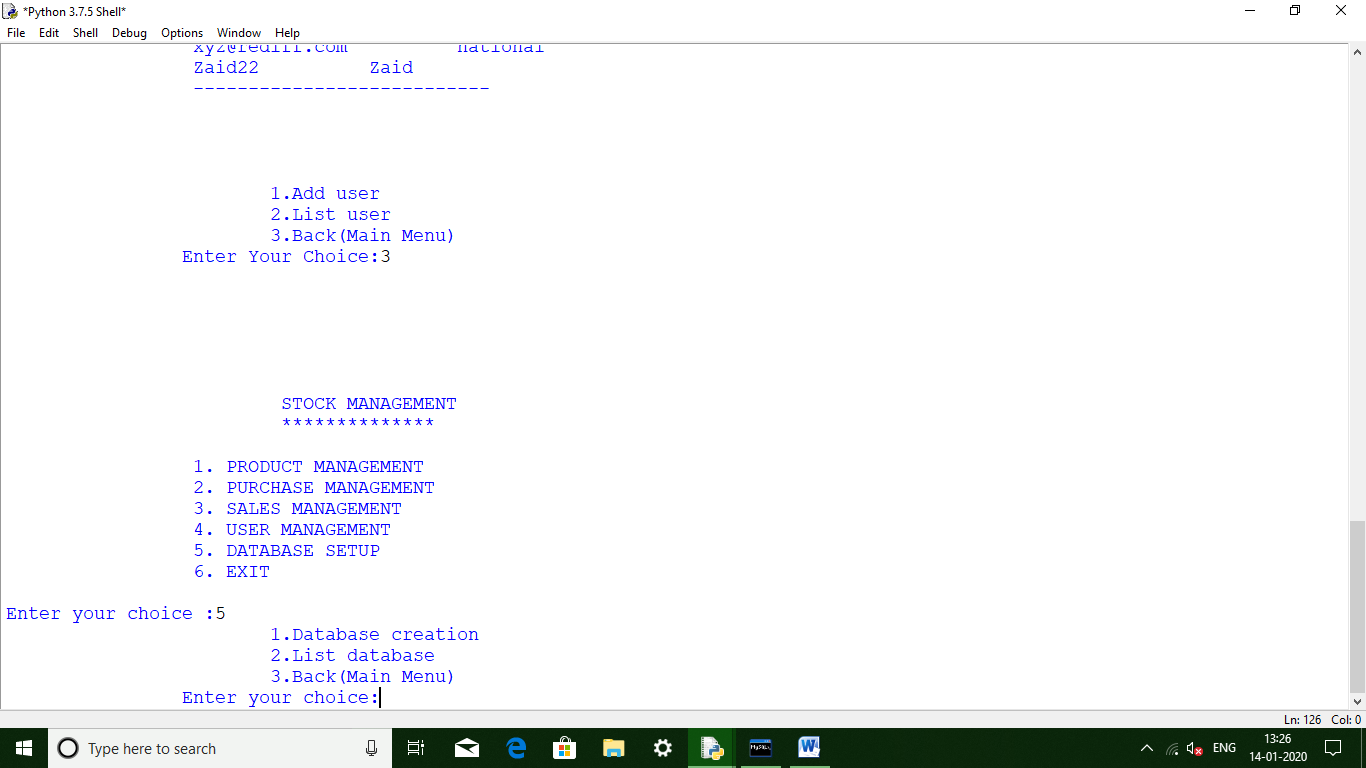 *Python 3.7.5 Shell*
File Edit Shell Debug Options Window Help
xyz@rediff.com national
Zaid22 Zaid
---------------------------
1.Add user
2.List user
3.Back(Main Menu)
Enter Your Choice:3
STOCK MANAGEMENT
**************
1. PRODUCT MANAGEMENT
2. PURCHASE MANAGEMENT
3. SALES MANAGEMENT
4. USER MANAGEMENT
5. DATABASE SETUP
6. EXIT
Enter your choice :5
1.Database creation
2.List database
3.Back(Main Menu)
Enter your choice:
Ln: 126 Col: 0
Type here to search
ENG
13:26
14-01-2020